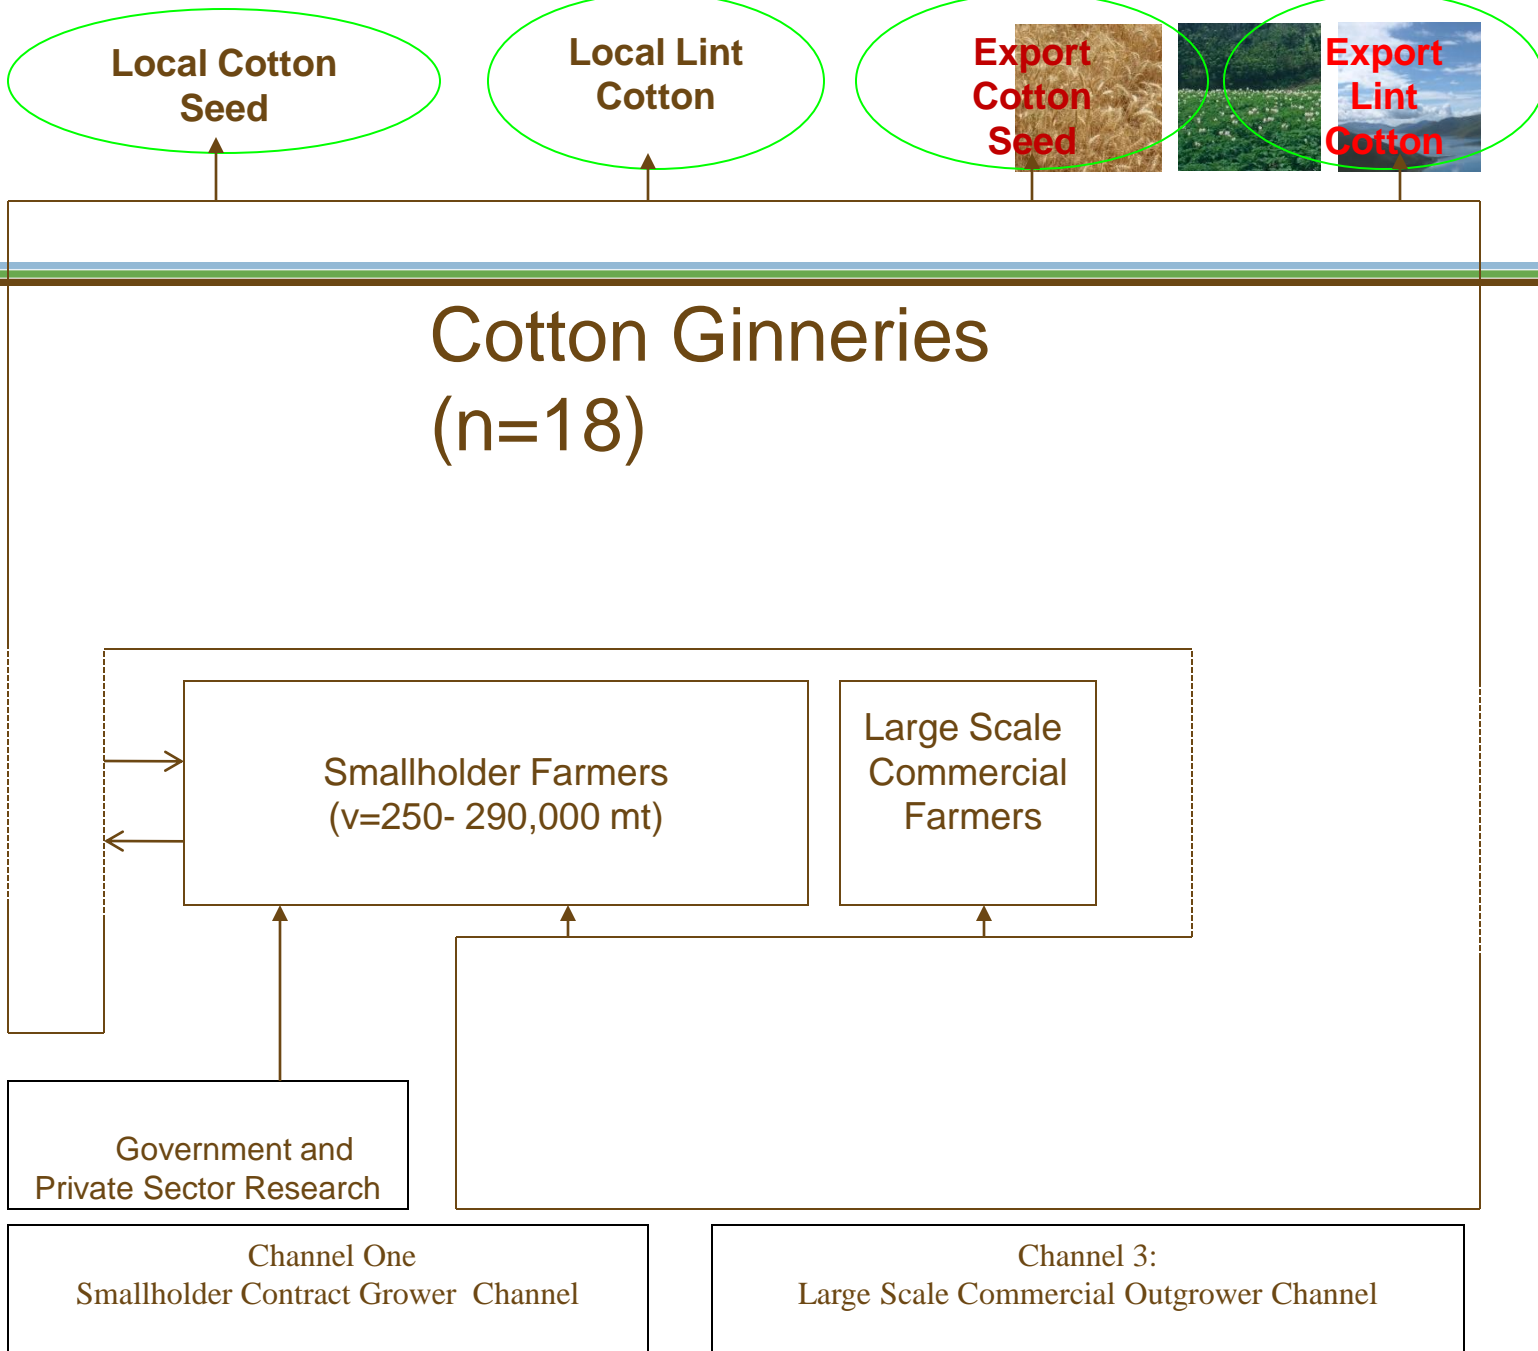 Local Cotton
Seed
Local Lint
Cotton
Export
Cotton
Seed
Export
Lint
Cotton
Cotton Ginneries
(n=18)
Smallholder Farmers
(v=250- 290,000 mt)
Large Scale
Commercial
Farmers
Government and
Private Sector Research
Channel One
Smallholder Contract Grower  Channel
Channel 3:
Large Scale Commercial Outgrower Channel